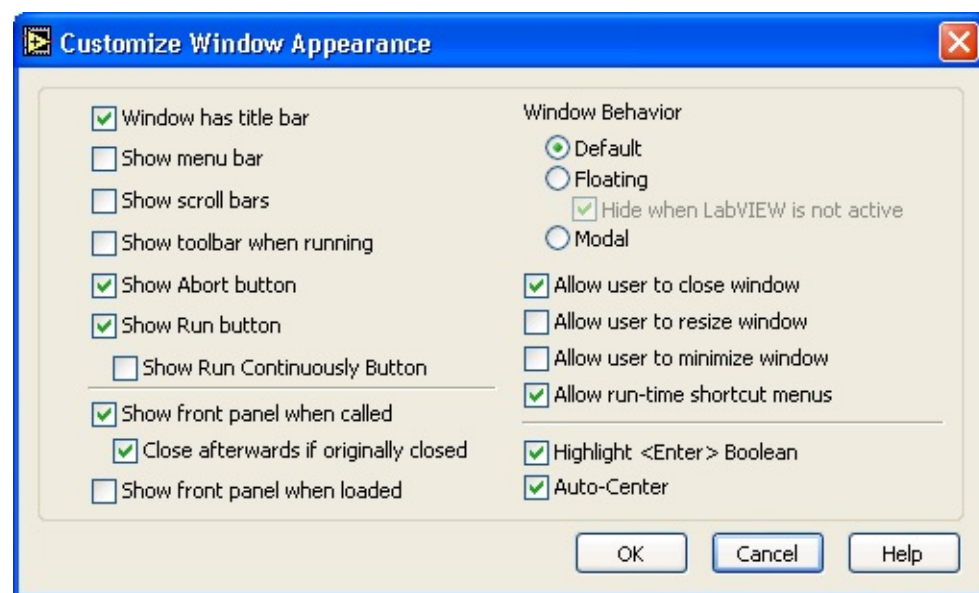 Customize Window Appearance
Window has title bar
Show menu bar
Show scroll bars
Show toolbar when running
Show Abort button
Show Run button
Show Run Continuously Button
Show front panel when called
Close afterwards if originally closed
Show front panel when loaded
Window Behavior
Default
Floating
Hide when LabVIEW is not active
Modal
Allow user to close window
Allow user to resize window
Allow user to minimize window
Allow run-time shortcut menus
Highlight <Enter> Boolean
Auto-Center
OK
Cancel
Help